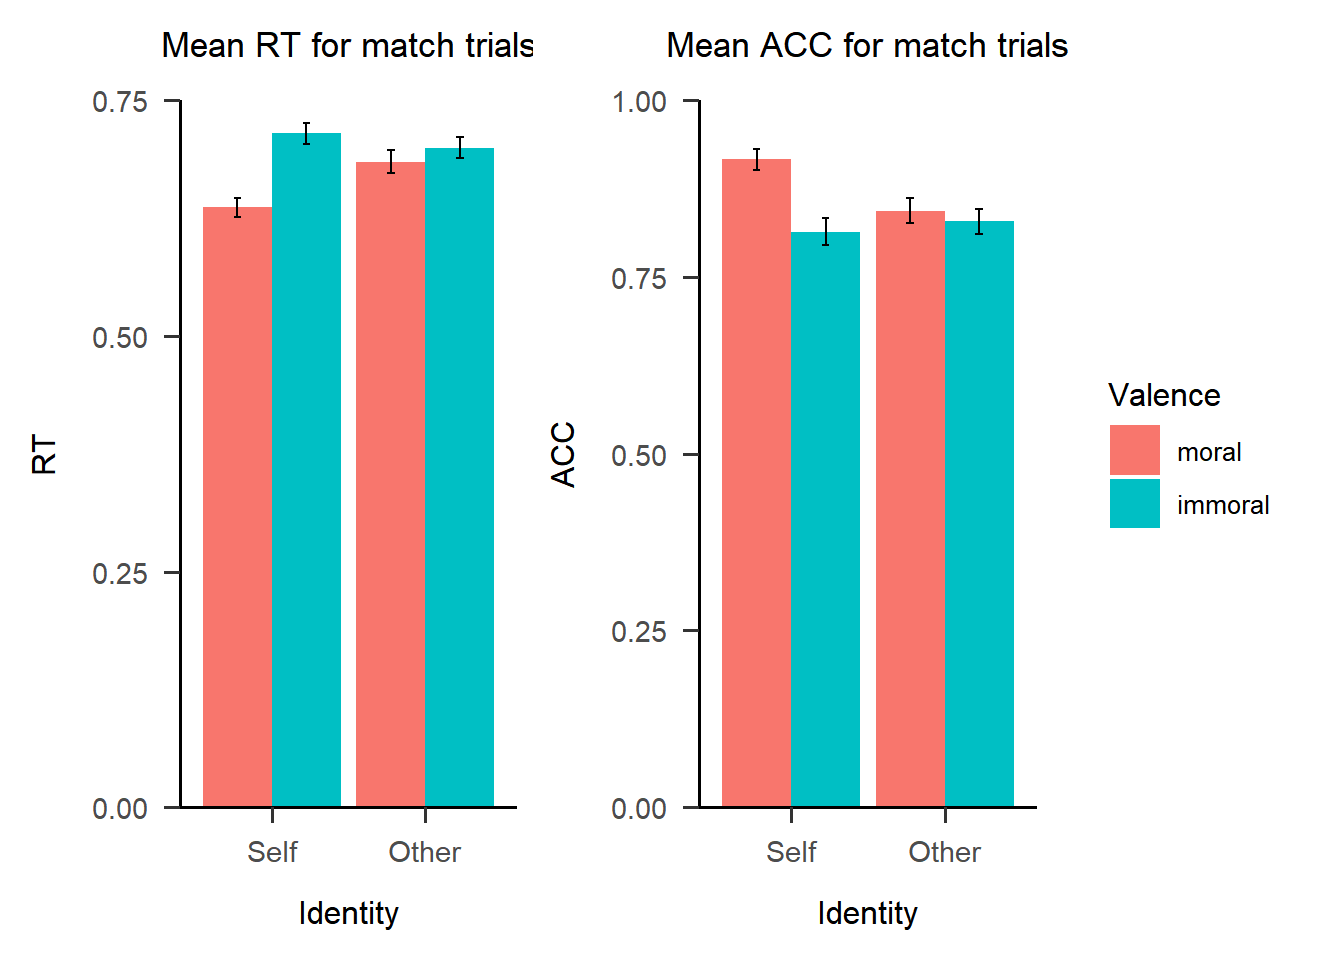 Mean RT for match trials
0.75
0.50
0.25
0.00
RT
Self
Other
Identity
Mean ACC for match trials
1.00
0.75
0.50
0.25
0.00
ACC
Self
Other
Identity
Valence
moral
immoral